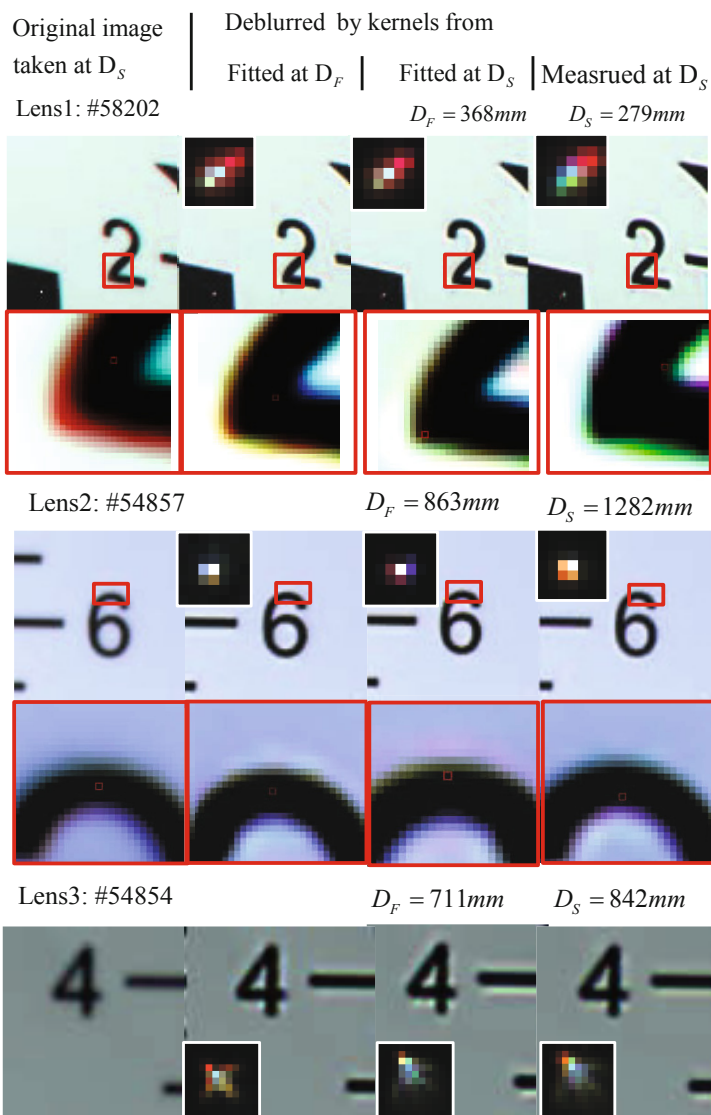 Original image taken at D_S
Deblurred by kernels from
Fitted at D_F
Fitted at D_S
Measrued at D_S
Lens1: #58202
D_F = 368mm
D_S = 279mm
2
2
2
2
Lens2: #54857
D_F = 863mm
D_S = 1282mm
6
6
6
6
Lens3: #54854
D_F = 711mm
D_S = 842mm
4
4
4
4